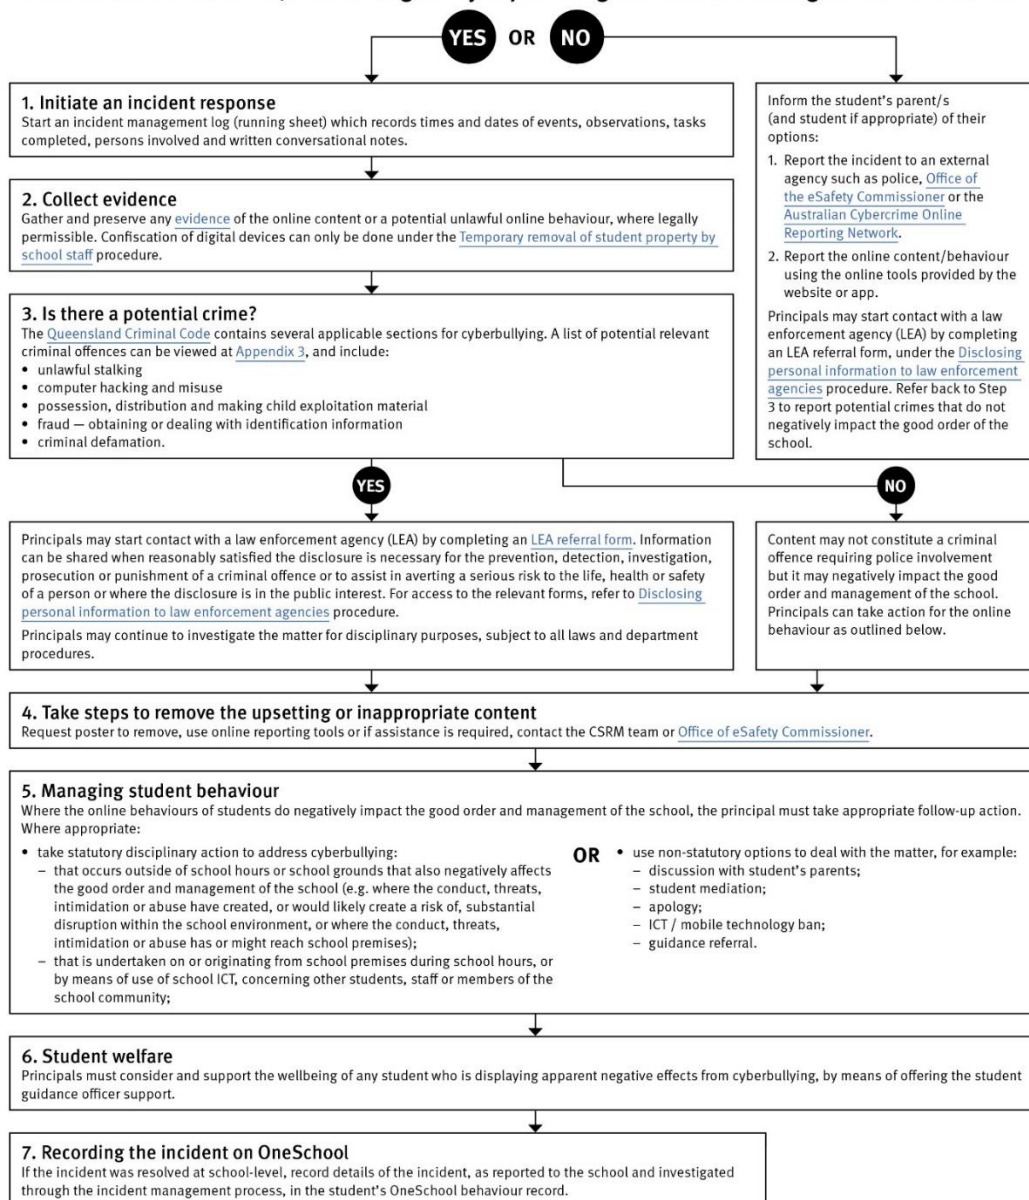 YES OR NO
1. Initiate an incident response
Start an incident management log (running sheet) which records times and dates of events, observations, tasks
completed, persons involved and written conversational notes.
2. Collect evidence
Gather and preserve any evidence of the online content or a potential unlawful online behaviour, where legally
permissible. Confiscation of digital devices can only be done under the Temporary removal of student property by
school staff procedure.
3. Is there a potential crime?
The Queensland Criminal Code contains several applicable sections for cyberbullying. A list of potential relevant
criminal offences can be viewed at Appendix 3, and include:
• unlawful stalking
• computer hacking and misuse
• possession, distribution and making child exploitation material
• fraud — obtaining or dealing with identification information
• criminal defamation.
Inform the student's parent/s
(and student if appropriate) of their
options:
1. Report the incident to an external
agency such as police, Office of
the eSafety Commissioner or the
Australian Cybercrime Online
Reporting Network.
2. Report the online content/behaviour
using the online tools provided by the
website or app.
Principals may start contact with a law
enforcement agency (LEA) by completing
an LEA referral form, under the Disclosing
personal information to law enforcement
agencies procedure. Refer back to Step
3 to report potential crimes that do not
negatively impact the good order of the
school.
YES
NO
Principals may start contact with a law enforcement agency (LEA) by completing an LEA referral form. Information
can be shared when reasonably satisfied the disclosure is necessary for the prevention, detection, investigation,
prosecution or punishment of a criminal offence or to assist in averting a serious risk to the life, health or safety
of a person or where the disclosure is in the public interest. For access to the relevant forms, refer to Disclosing
personal information to law enforcement agencies procedure.
Principals may continue to investigate the matter for disciplinary purposes, subject to all laws and department
procedures.
Content may not constitute a criminal
offence requiring police involvement
but it may negatively impact the good
order and management of the school.
Principals can take action for the online
behaviour as outlined below.
4. Take steps to remove the upsetting or inappropriate content
Request poster to remove, use online reporting tools or if assistance is required, contact the CSRM team or Office of eSafety Commissioner.
5. Managing student behaviour
Where the online behaviours of students do negatively impact the good order and management of the school, the principal must take appropriate follow-up action.
Where appropriate:
• take statutory disciplinary action to address cyberbullying:
– that occurs outside of school hours or school grounds that also negatively affects
the good order and management of the school (e.g. where the conduct, threats,
intimidation or abuse have created, or would likely create a risk of, substantial
disruption within the school environment, or where the conduct, threats,
intimidation or abuse has or might reach school premises);
– that is undertaken on or originating from school premises during school hours, or
by means of use of school ICT, concerning other students, staff or members of the
school community;
OR
• use non-statutory options to deal with the matter, for example:
– discussion with student's parents;
– student mediation;
– apology;
– ICT / mobile technology ban;
– guidance referral.
6. Student welfare
Principals must consider and support the wellbeing of any student who is displaying apparent negative effects from cyberbullying, by means of offering the student
guidance officer support.
7. Recording the incident on OneSchool
If the incident was resolved at school-level, record details of the incident, as reported to the school and investigated
through the incident management process, in the student's OneSchool behaviour record.